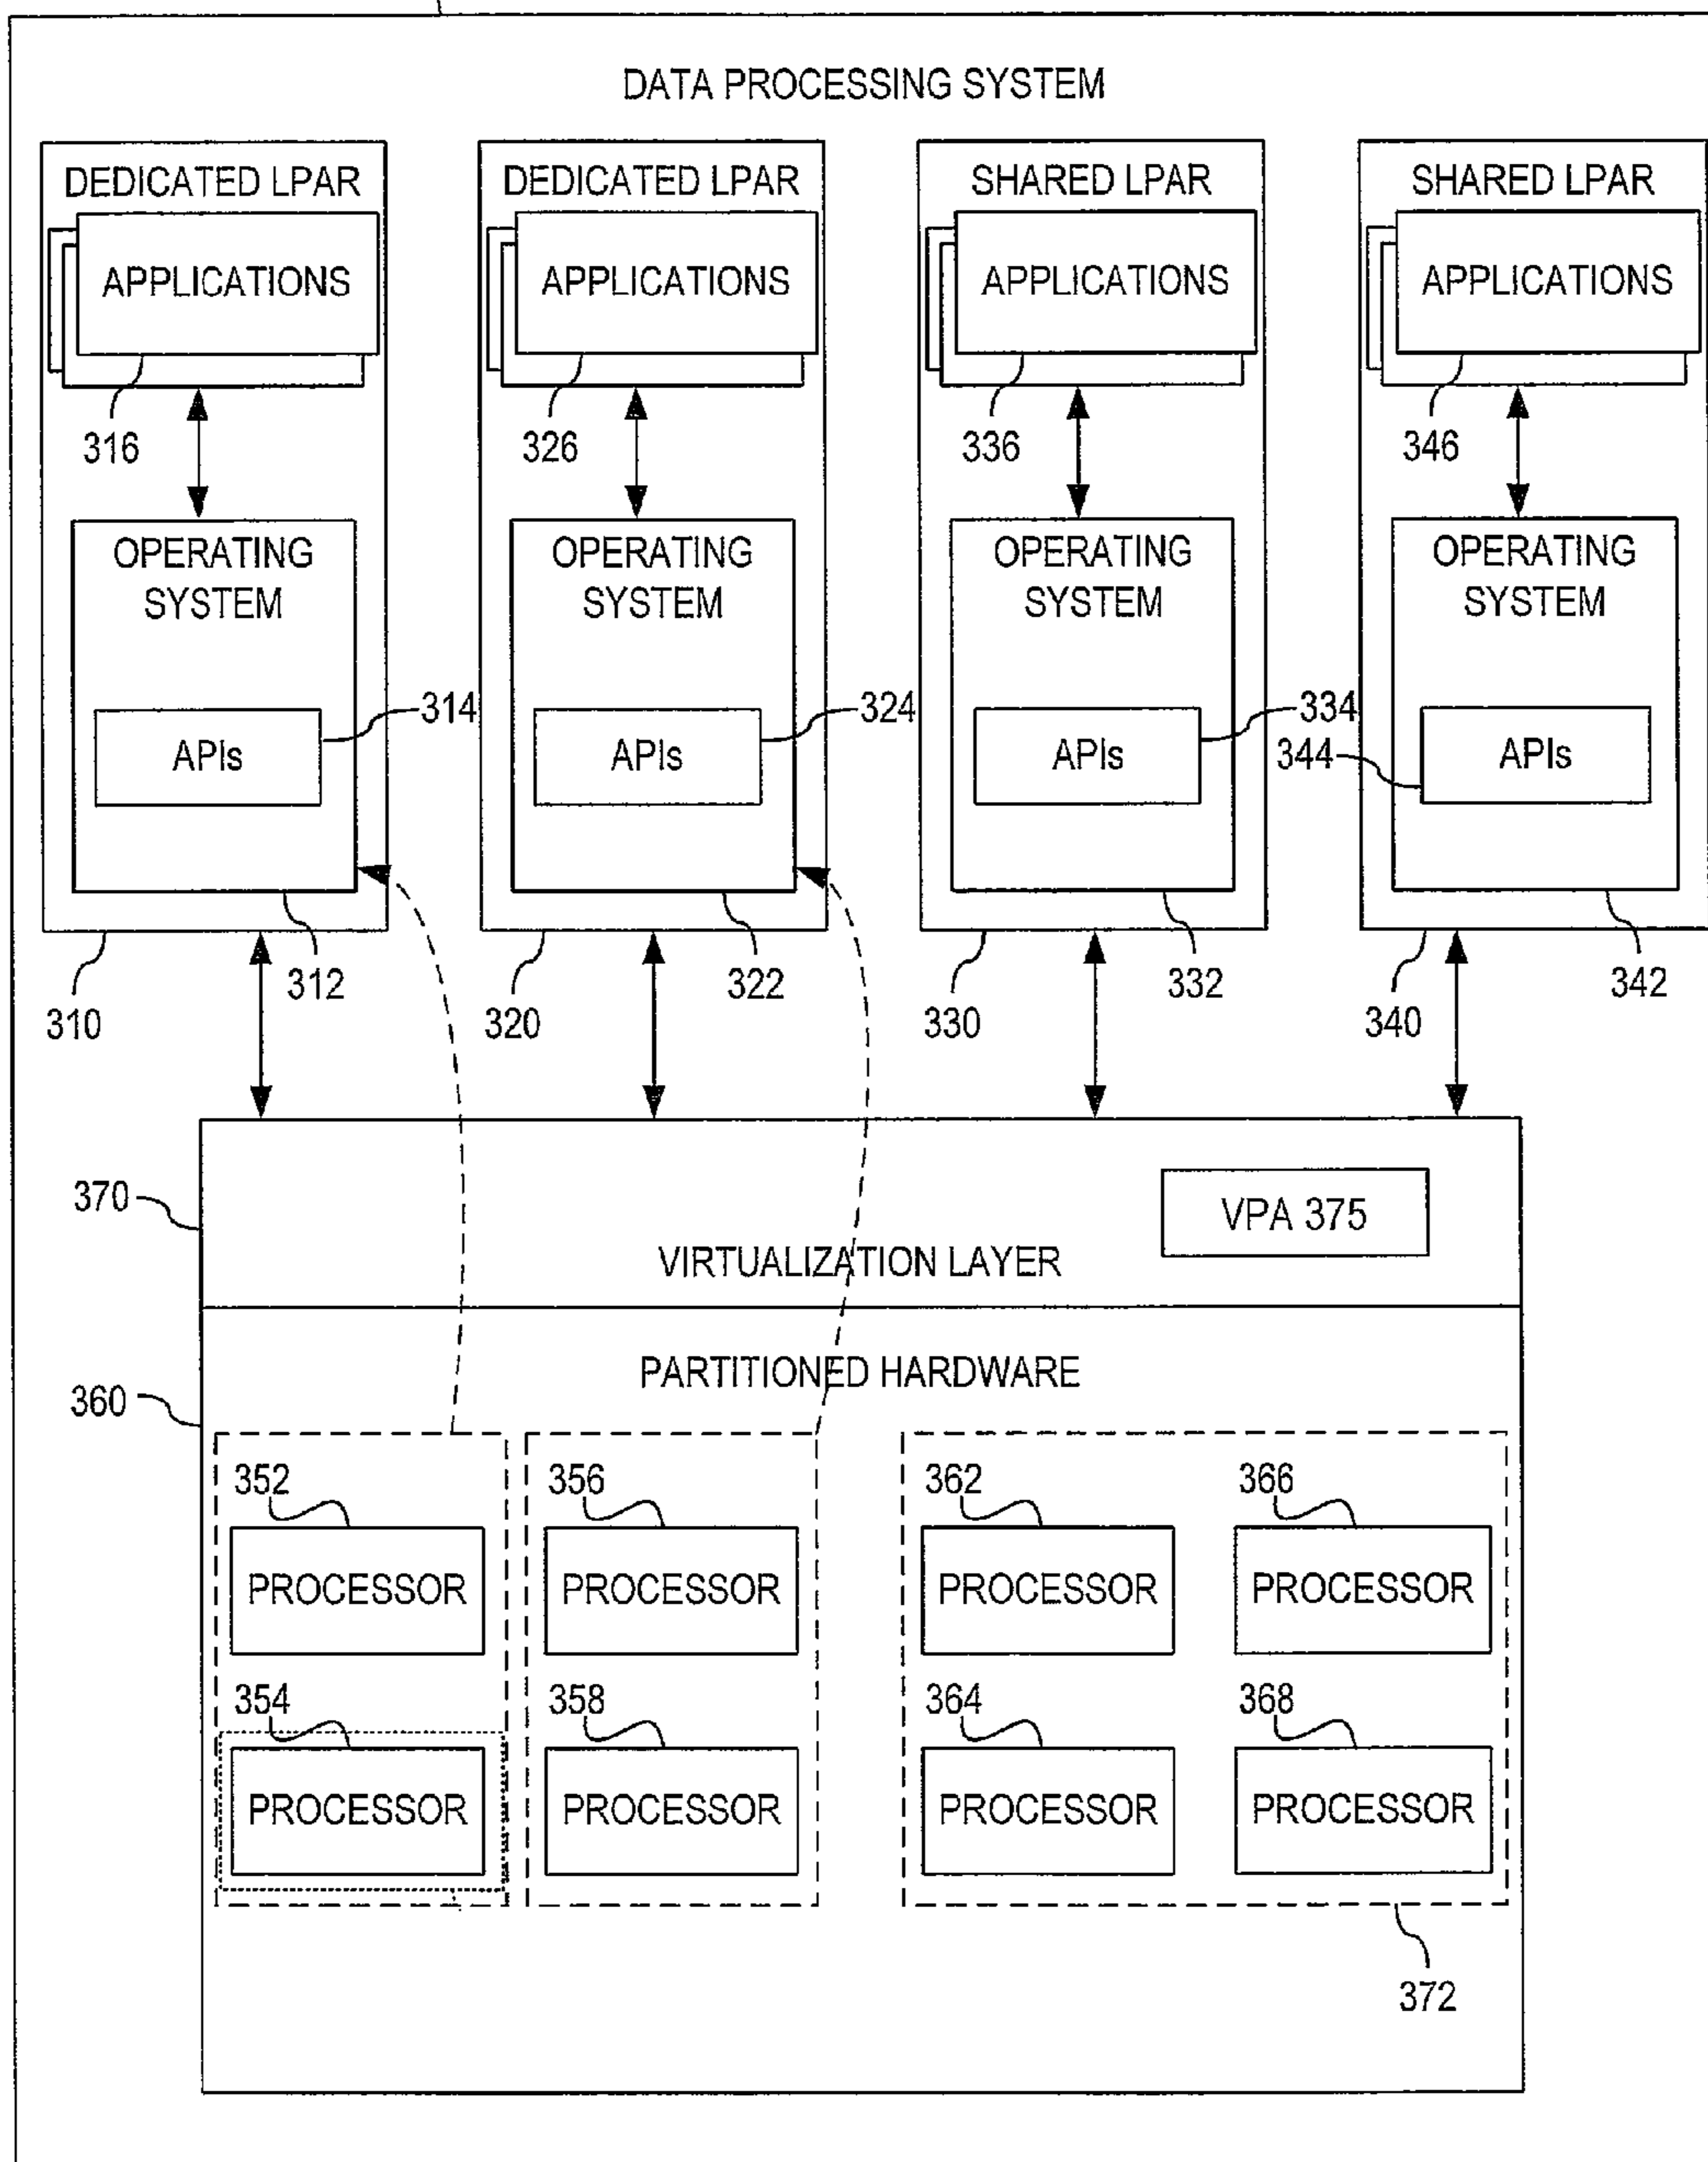 DATA PROCESSING SYSTEM
DEDICATED LPAR
DEDICATED LPAR
SHARED LPAR
SHARED LPAR
APPLICATIONS
APPLICATIONS
APPLICATIONS
APPLICATIONS
316
326
336
346
OPERATING
SYSTEM
OPERATING
SYSTEM
OPERATING
SYSTEM
OPERATING
SYSTEM
314
324
334
344
APIs
APIs
APIs
APIs
312
322
332
342
310
320
330
340
370
VPA 375
VIRTUALIZATION LAYER
PARTITIONED HARDWARE
360
352
356
362
366
PROCESSOR
PROCESSOR
PROCESSOR
PROCESSOR
354
358
364
368
PROCESSOR
PROCESSOR
PROCESSOR
PROCESSOR
372